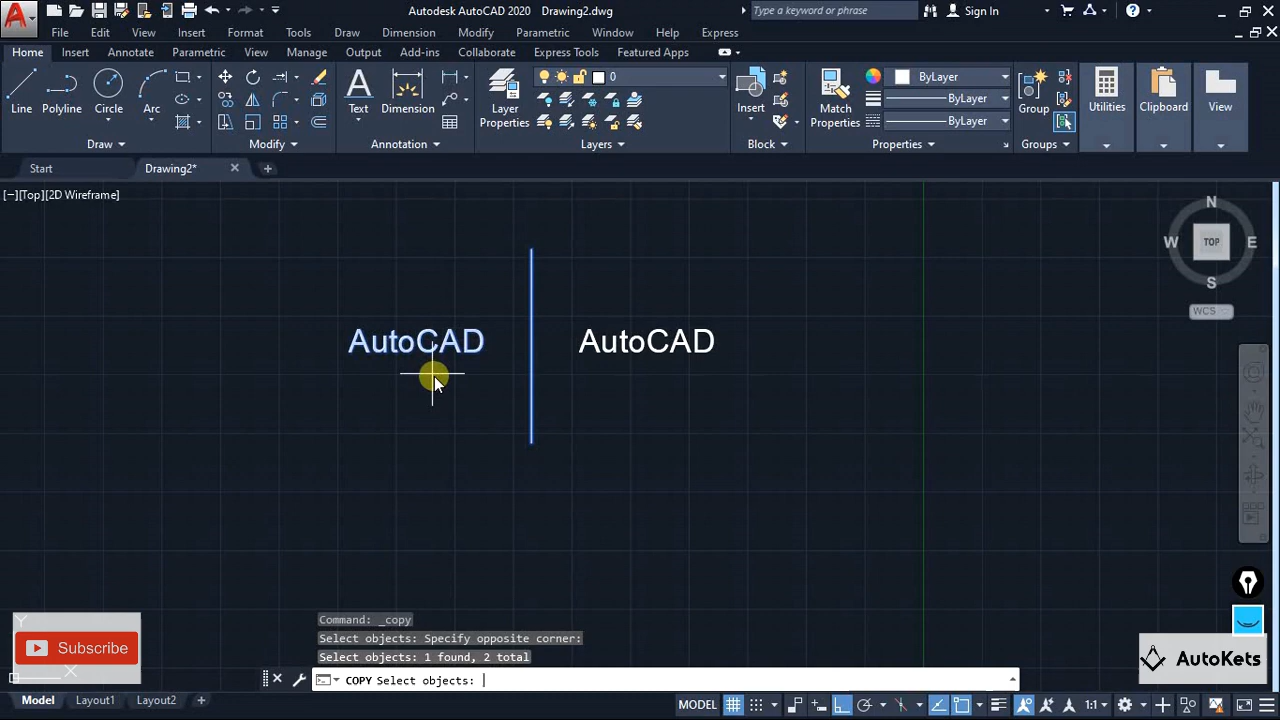 Autodesk AutoCAD 2020 Drawing2.dwg Type a keyword or phrase Sign In
File Edit View Insert Format Tools Draw Dimension Modify Parametric Window Help Express
Home Insert Annotate Parametric View Manage Output Add-ins Collaborate Express Tools Featured Apps
Line Polyline Circle Arc
Text Dimension
Layer Properties
0
Insert
Match Properties
ByLayer
ByLayer
ByLayer
Group
Utilities
Clipboard
View
Draw Modify Annotation Layers Block Properties Groups
Start Drawing2*
[−][Top][2D Wireframe]
N
W TOP E
S
WCS
AutoCAD AutoCAD
Command: _copy
Select objects: Specify opposite corner:
Select objects: 1 found, 2 total
COPY Select objects:
Y
Subscribe
X
AutoKets
Model Layout1 Layout2
MODEL 1:1